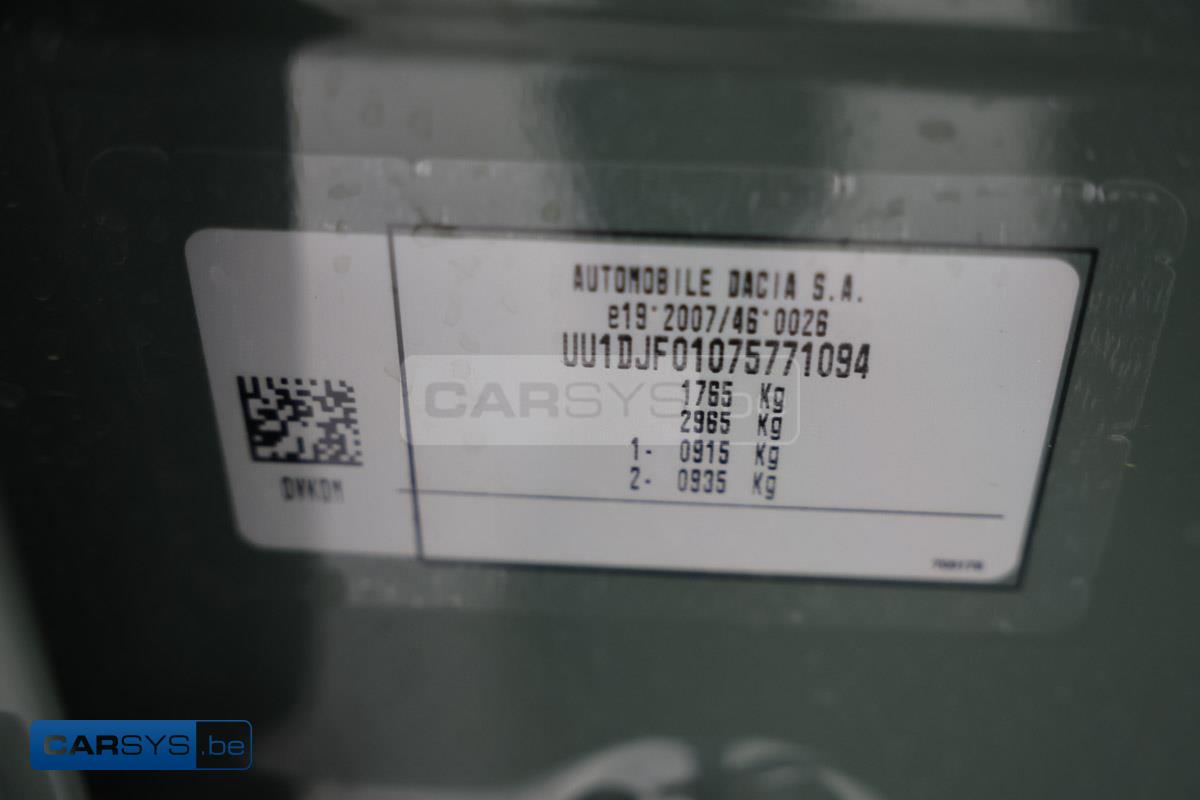 AUTOMOBILE DACIA S.A.
e19*2007/46*0026
UU1DJF01075771094
1765 Kg
2965 Kg
1- 0915 Kg
2- 0935 Kg
CARSYS.be
CARSYS.be